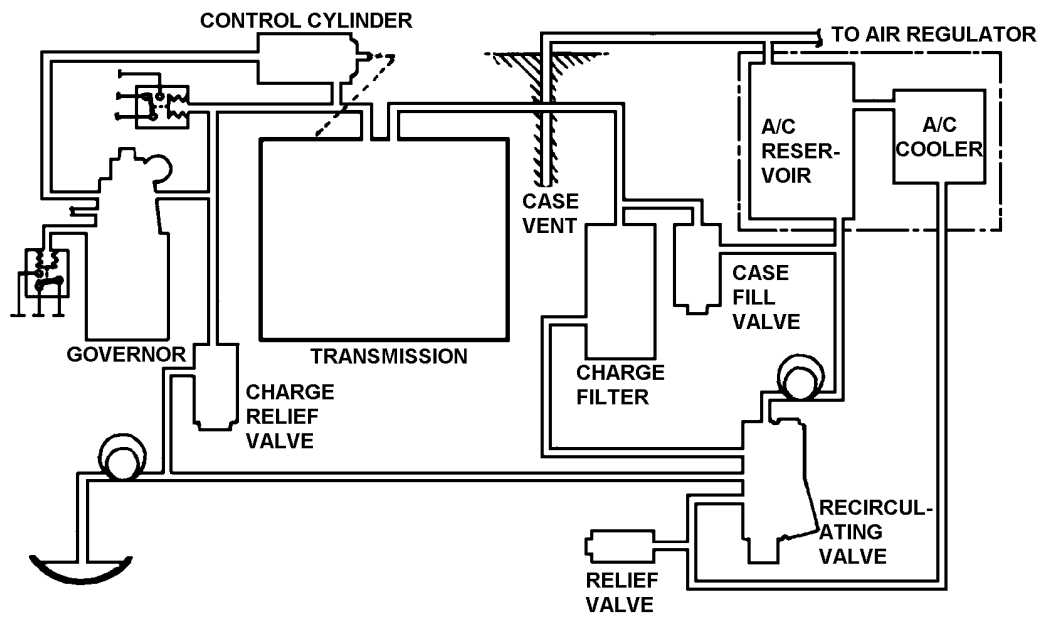 CONTROL CYLINDER
TO AIR REGULATOR
A/C
RESER-
VOIR
A/C
COOLER
CASE
VENT
CASE
FILL
VALVE
GOVERNOR
TRANSMISSION
CHARGE
FILTER
CHARGE
RELIEF
VALVE
RECIRCUL-
ATING
VALVE
RELIEF
VALVE